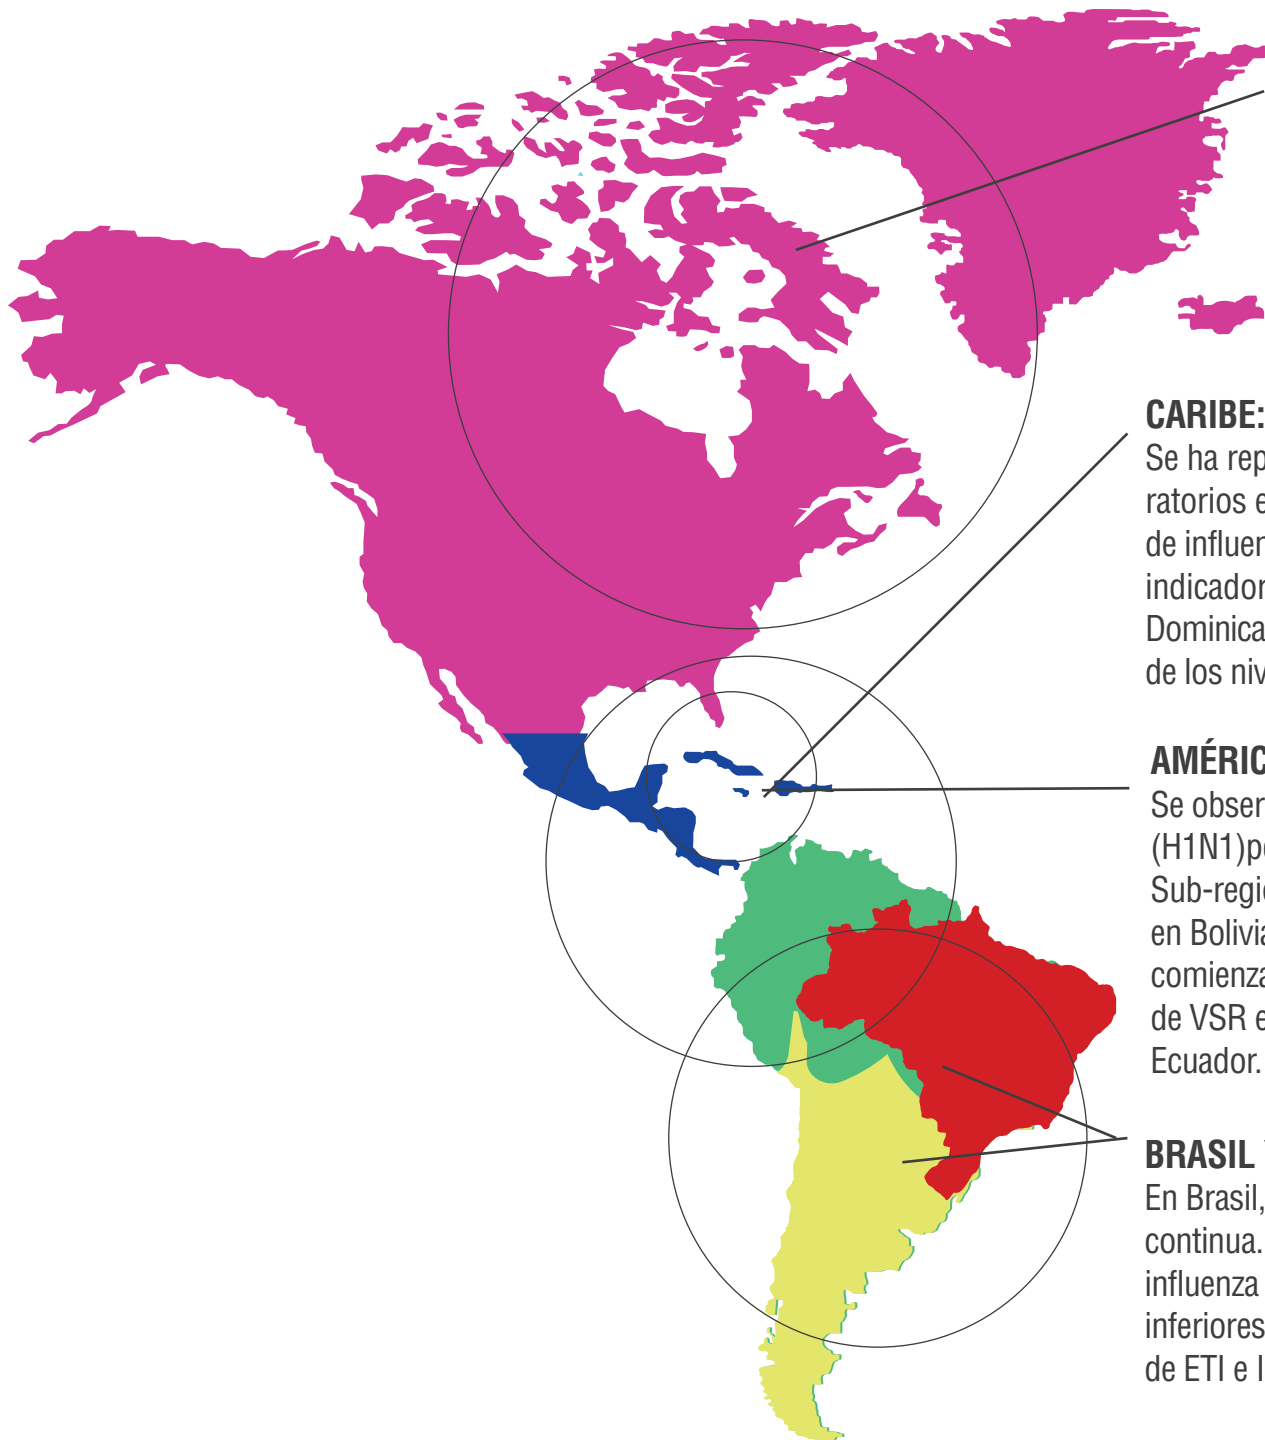 CARIBE:
Se ha rep
ratorios e
de influen
indicador
Dominica
de los niv
AMÉRIC
Se obser
(H1N1)p
Sub-regi
en Bolivia
comienza
de VSR e
Ecuador.
BRASIL
En Brasil,
continua.
influenza
inferiores
de ETI e I